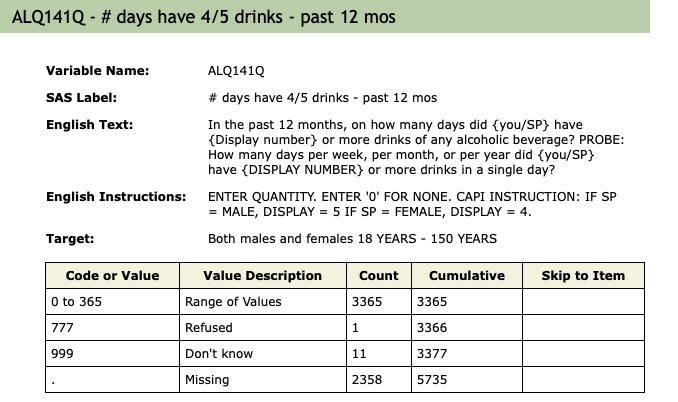 ALQ141Q - # days have 4/5 drinks - past 12 mos
Variable Name: ALQ141Q
SAS Label: # days have 4/5 drinks - past 12 mos
English Text: In the past 12 months, on how many days did {you/SP} have
{Display number} or more drinks of any alcoholic beverage? PROBE:
How many days per week, per month, or per year did {you/SP}
have {DISPLAY NUMBER} or more drinks in a single day?
English Instructions: ENTER QUANTITY. ENTER '0' FOR NONE. CAPI INSTRUCTION: IF SP
= MALE, DISPLAY = 5 IF SP = FEMALE, DISPLAY = 4.
Target: Both males and females 18 YEARS - 150 YEARS
Code or Value Value Description Count Cumulative Skip to Item
0 to 365 Range of Values 3365 3365
777 Refused 1 3366
999 Don't know 11 3377
. Missing 2358 5735